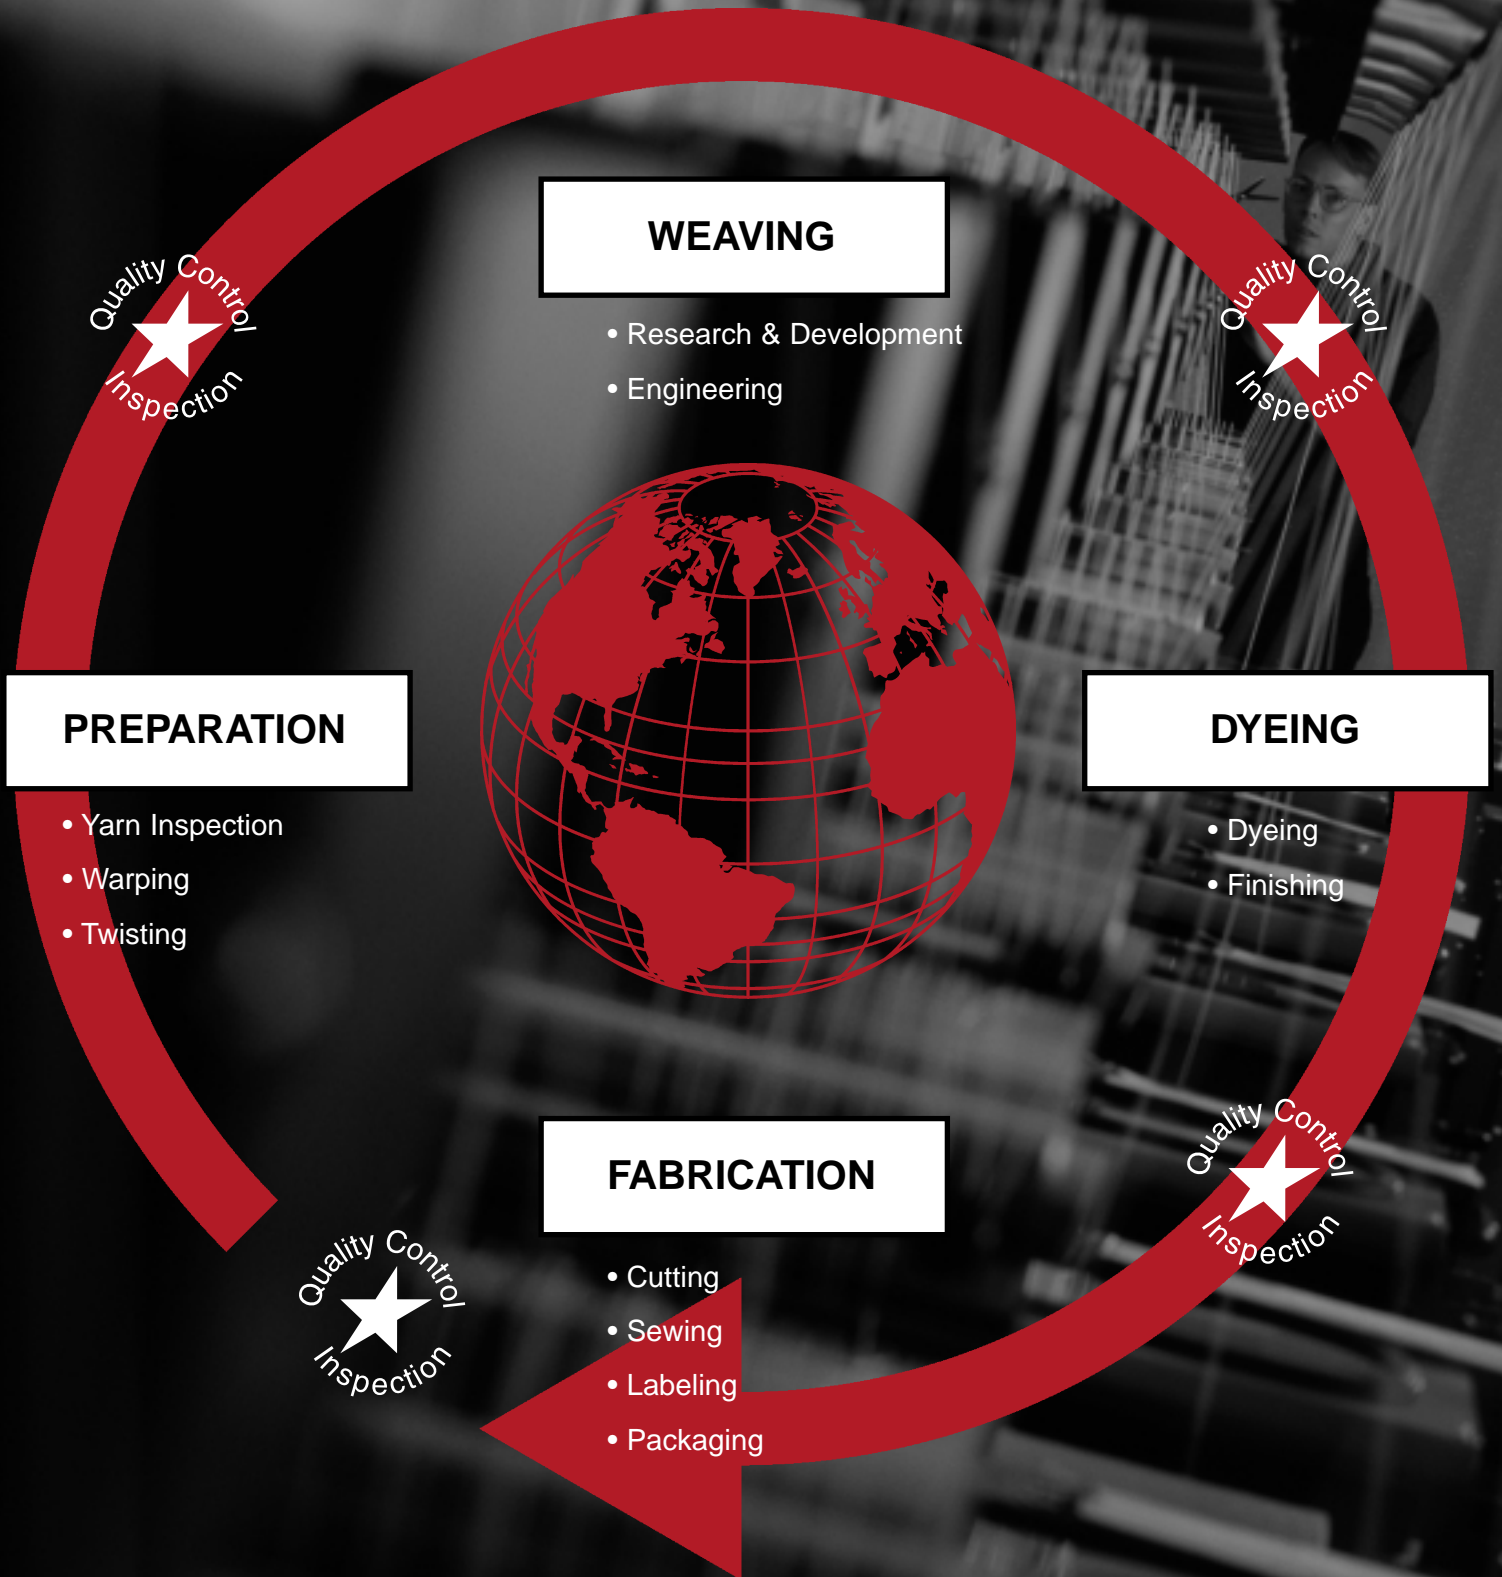 WEAVING
• Research & Development
• Engineering
Quality Control
Inspection
Quality Control
Inspection
PREPARATION
• Yarn Inspection
• Warping
• Twisting
DYEING
• Dyeing
• Finishing
Quality Control
Inspection
FABRICATION
• Cutting
• Sewing
• Labeling
• Packaging
Quality Control
Inspection